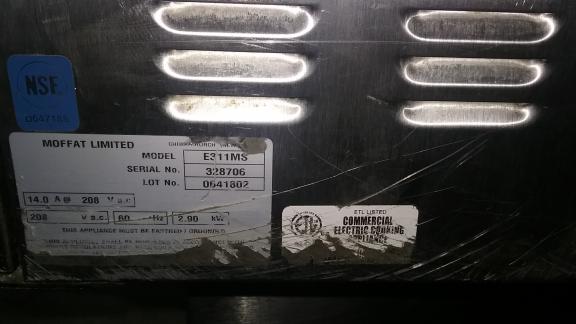 NSF
MOFFAT LIMITED
MODEL E311MS
SERIAL No. 328706
LOT No. 0641802
14.0 A@ 208 V a.c
208 V a.c 60 Hz 2.90 kW
THIS APPLIANCE MUST BE EARTHED / GROUNDED
ETL LISTED
COMMERCIAL
ELECTRIC COOKING
APPLIANCE